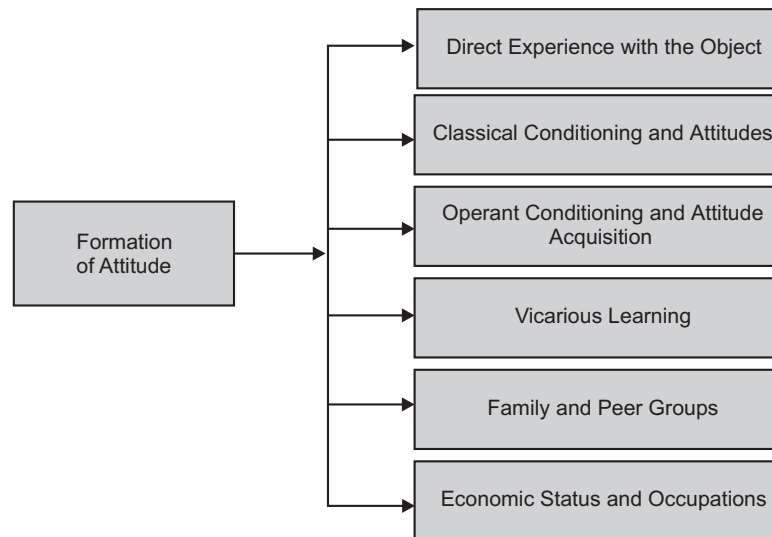 Direct Experience with the Object
Classical Conditioning and Attitudes
Operant Conditioning and Attitude
Acquisition
Formation
of Attitude
Vicarious Learning
Family and Peer Groups
Economic Status and Occupations